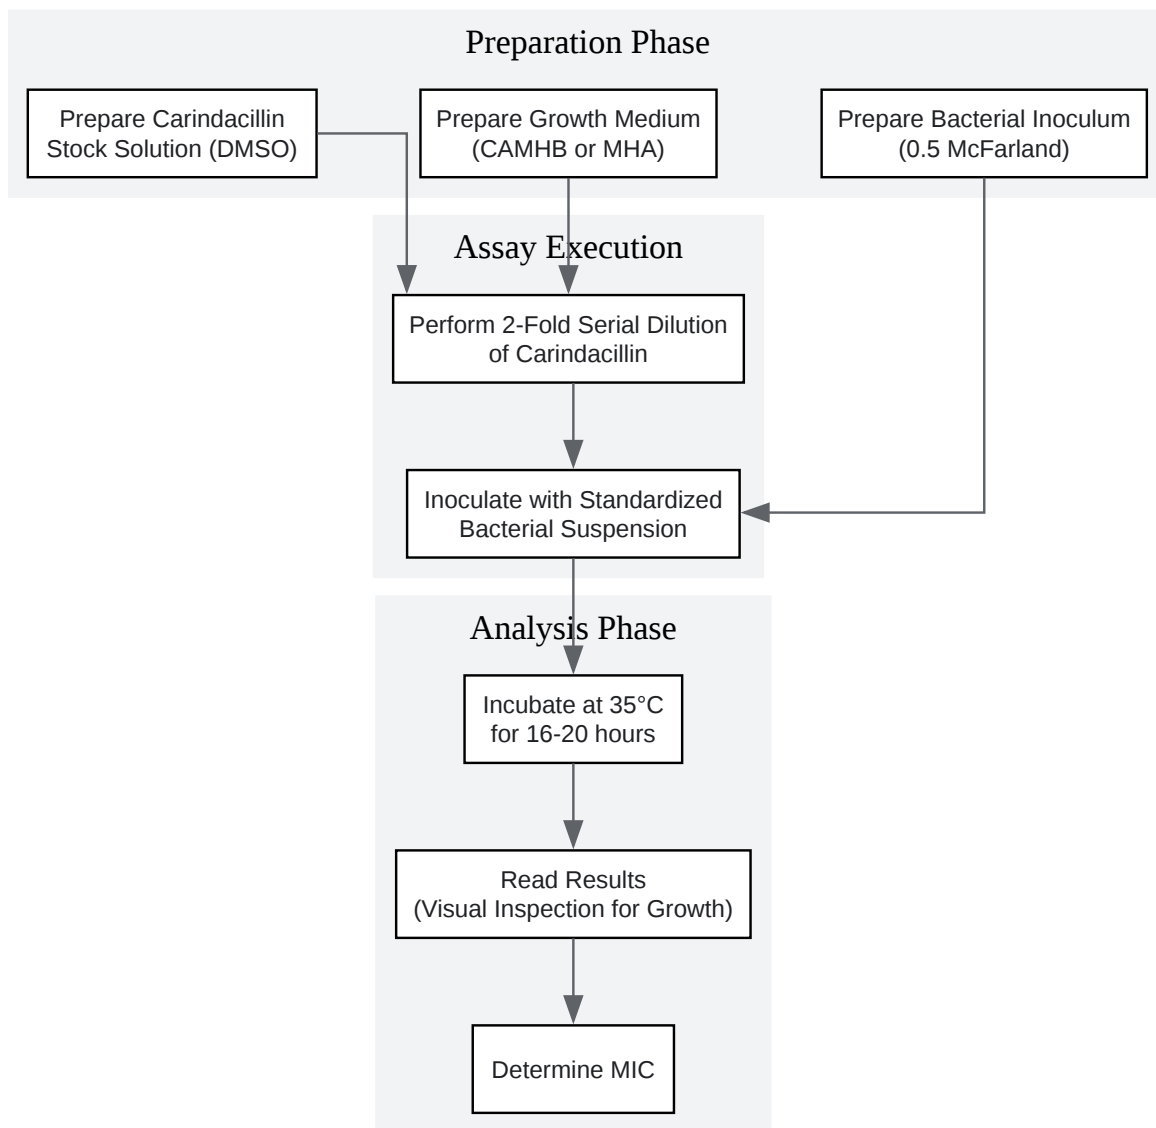 Preparation Phase
Prepare Carindacillin
Stock Solution (DMSO)
Prepare Growth Medium
(CAMHB or MHA)
Prepare Bacterial Inoculum
(0.5 McFarland)
Assay Execution
Perform 2-Fold Serial Dilution
of Carindacillin
Inoculate with Standardized
Bacterial Suspension
Analysis Phase
Incubate at 35°C
for 16-20 hours
Read Results
(Visual Inspection for Growth)
Determine MIC